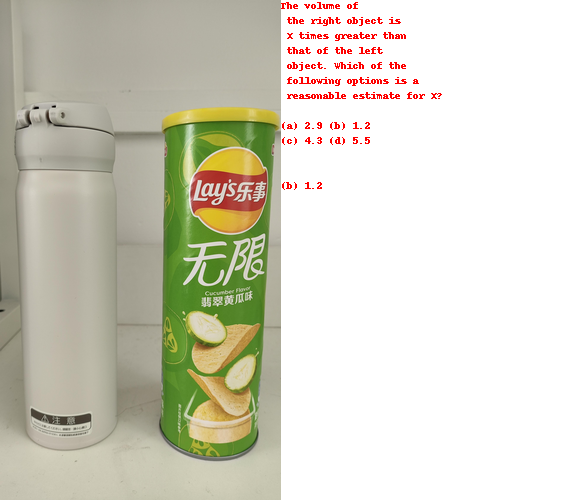 The volume of
the right object is
X times greater than
that of the left
object. Which of the
following options is a
reasonable estimate for X?
(a) 2.9 (b) 1.2
(c) 4.3 (d) 5.5
(b) 1.2
Lay's乐事
无限
Cucumber Flavor
翡翠黄瓜味
注意